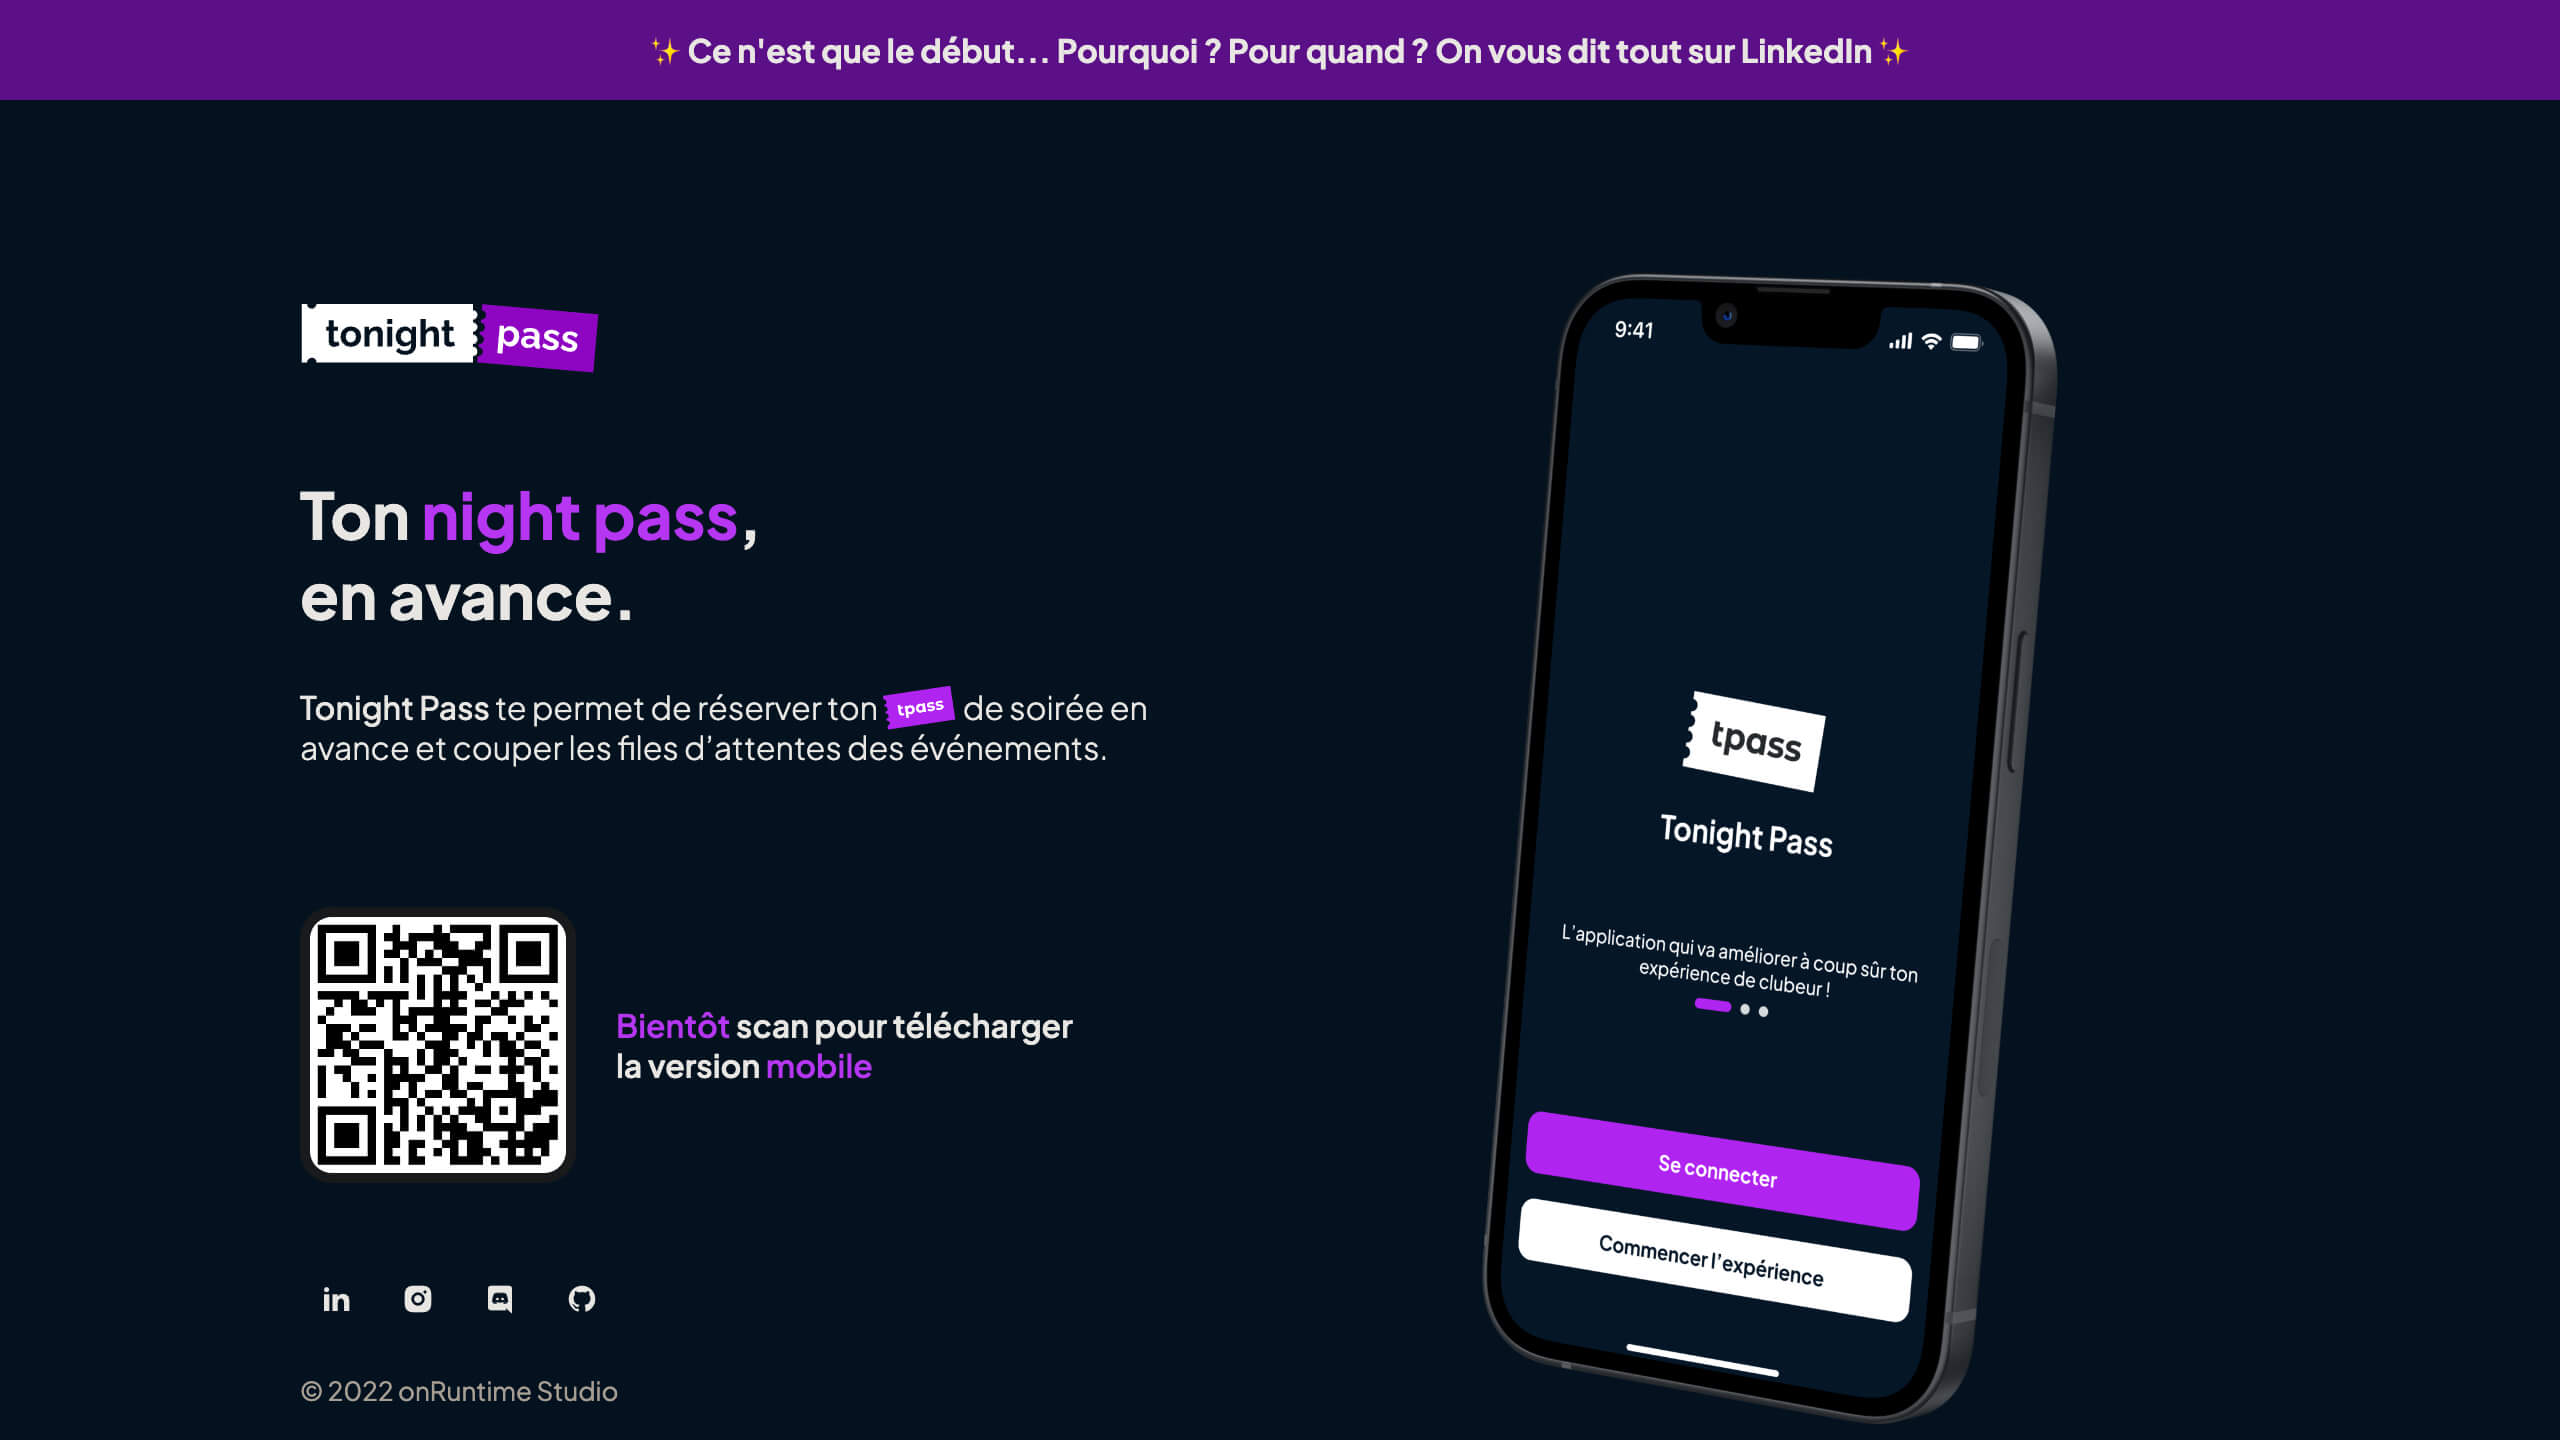 ✨ Ce n'est que le début... Pourquoi ? Pour quand ? On vous dit tout sur LinkedIn ✨
tonight pass
Ton night pass,
en avance.
Tonight Pass te permet de réserver ton tpass de soirée en
avance et couper les files d’attentes des événements.
Bientôt scan pour télécharger
la version mobile
in
© 2022 onRuntime Studio
9:41
tpass
Tonight Pass
L’application qui va améliorer à coup sûr ton
expérience de clubeur !
Se connecter
Commencer l’expérience